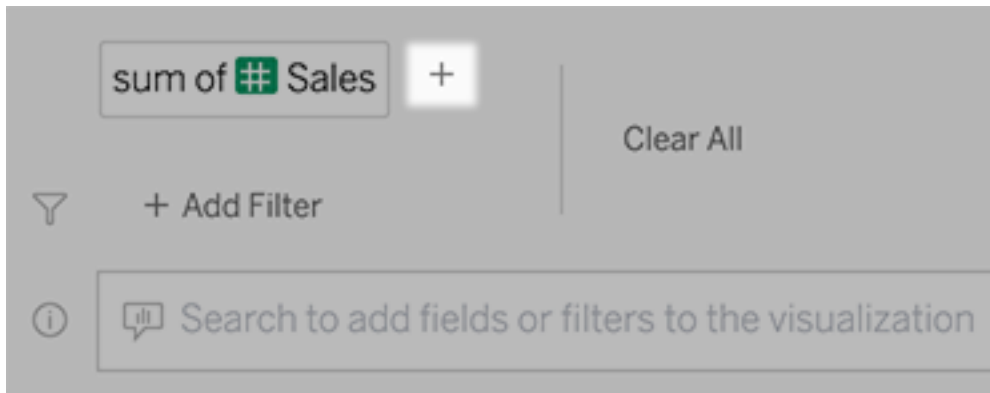 sum of # Sales +
Clear All
+ Add Filter
Search to add fields or filters to the visualization